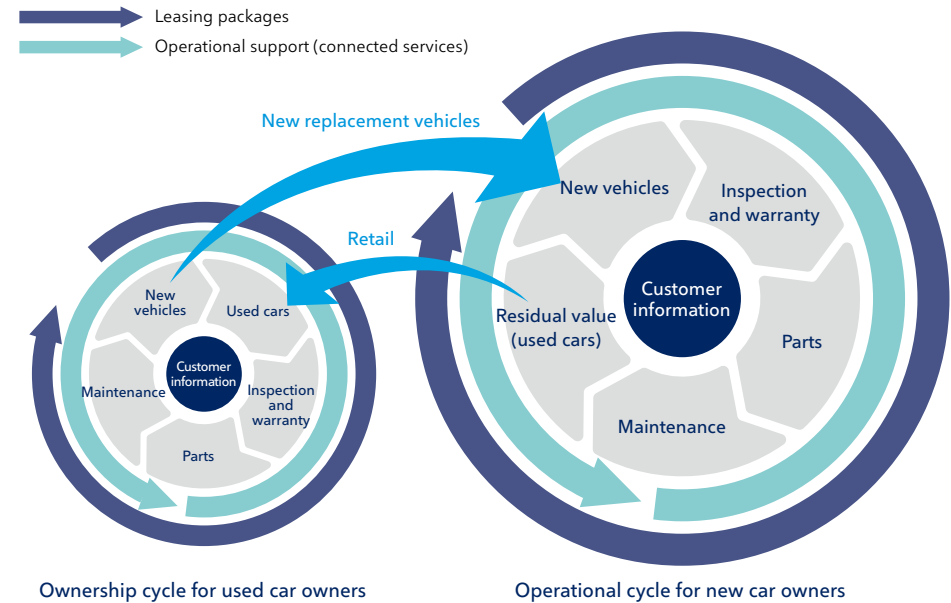 Leasing packages
Operational support (connected services)
New replacement vehicles
Retail
New
vehicles
Used cars
Customer
information
Maintenance
Inspection
and
warranty
Parts
New vehicles
Inspection
and warranty
Customer
information
Residual value
(used cars)
Parts
Maintenance
Ownership cycle for used car owners
Operational cycle for new car owners